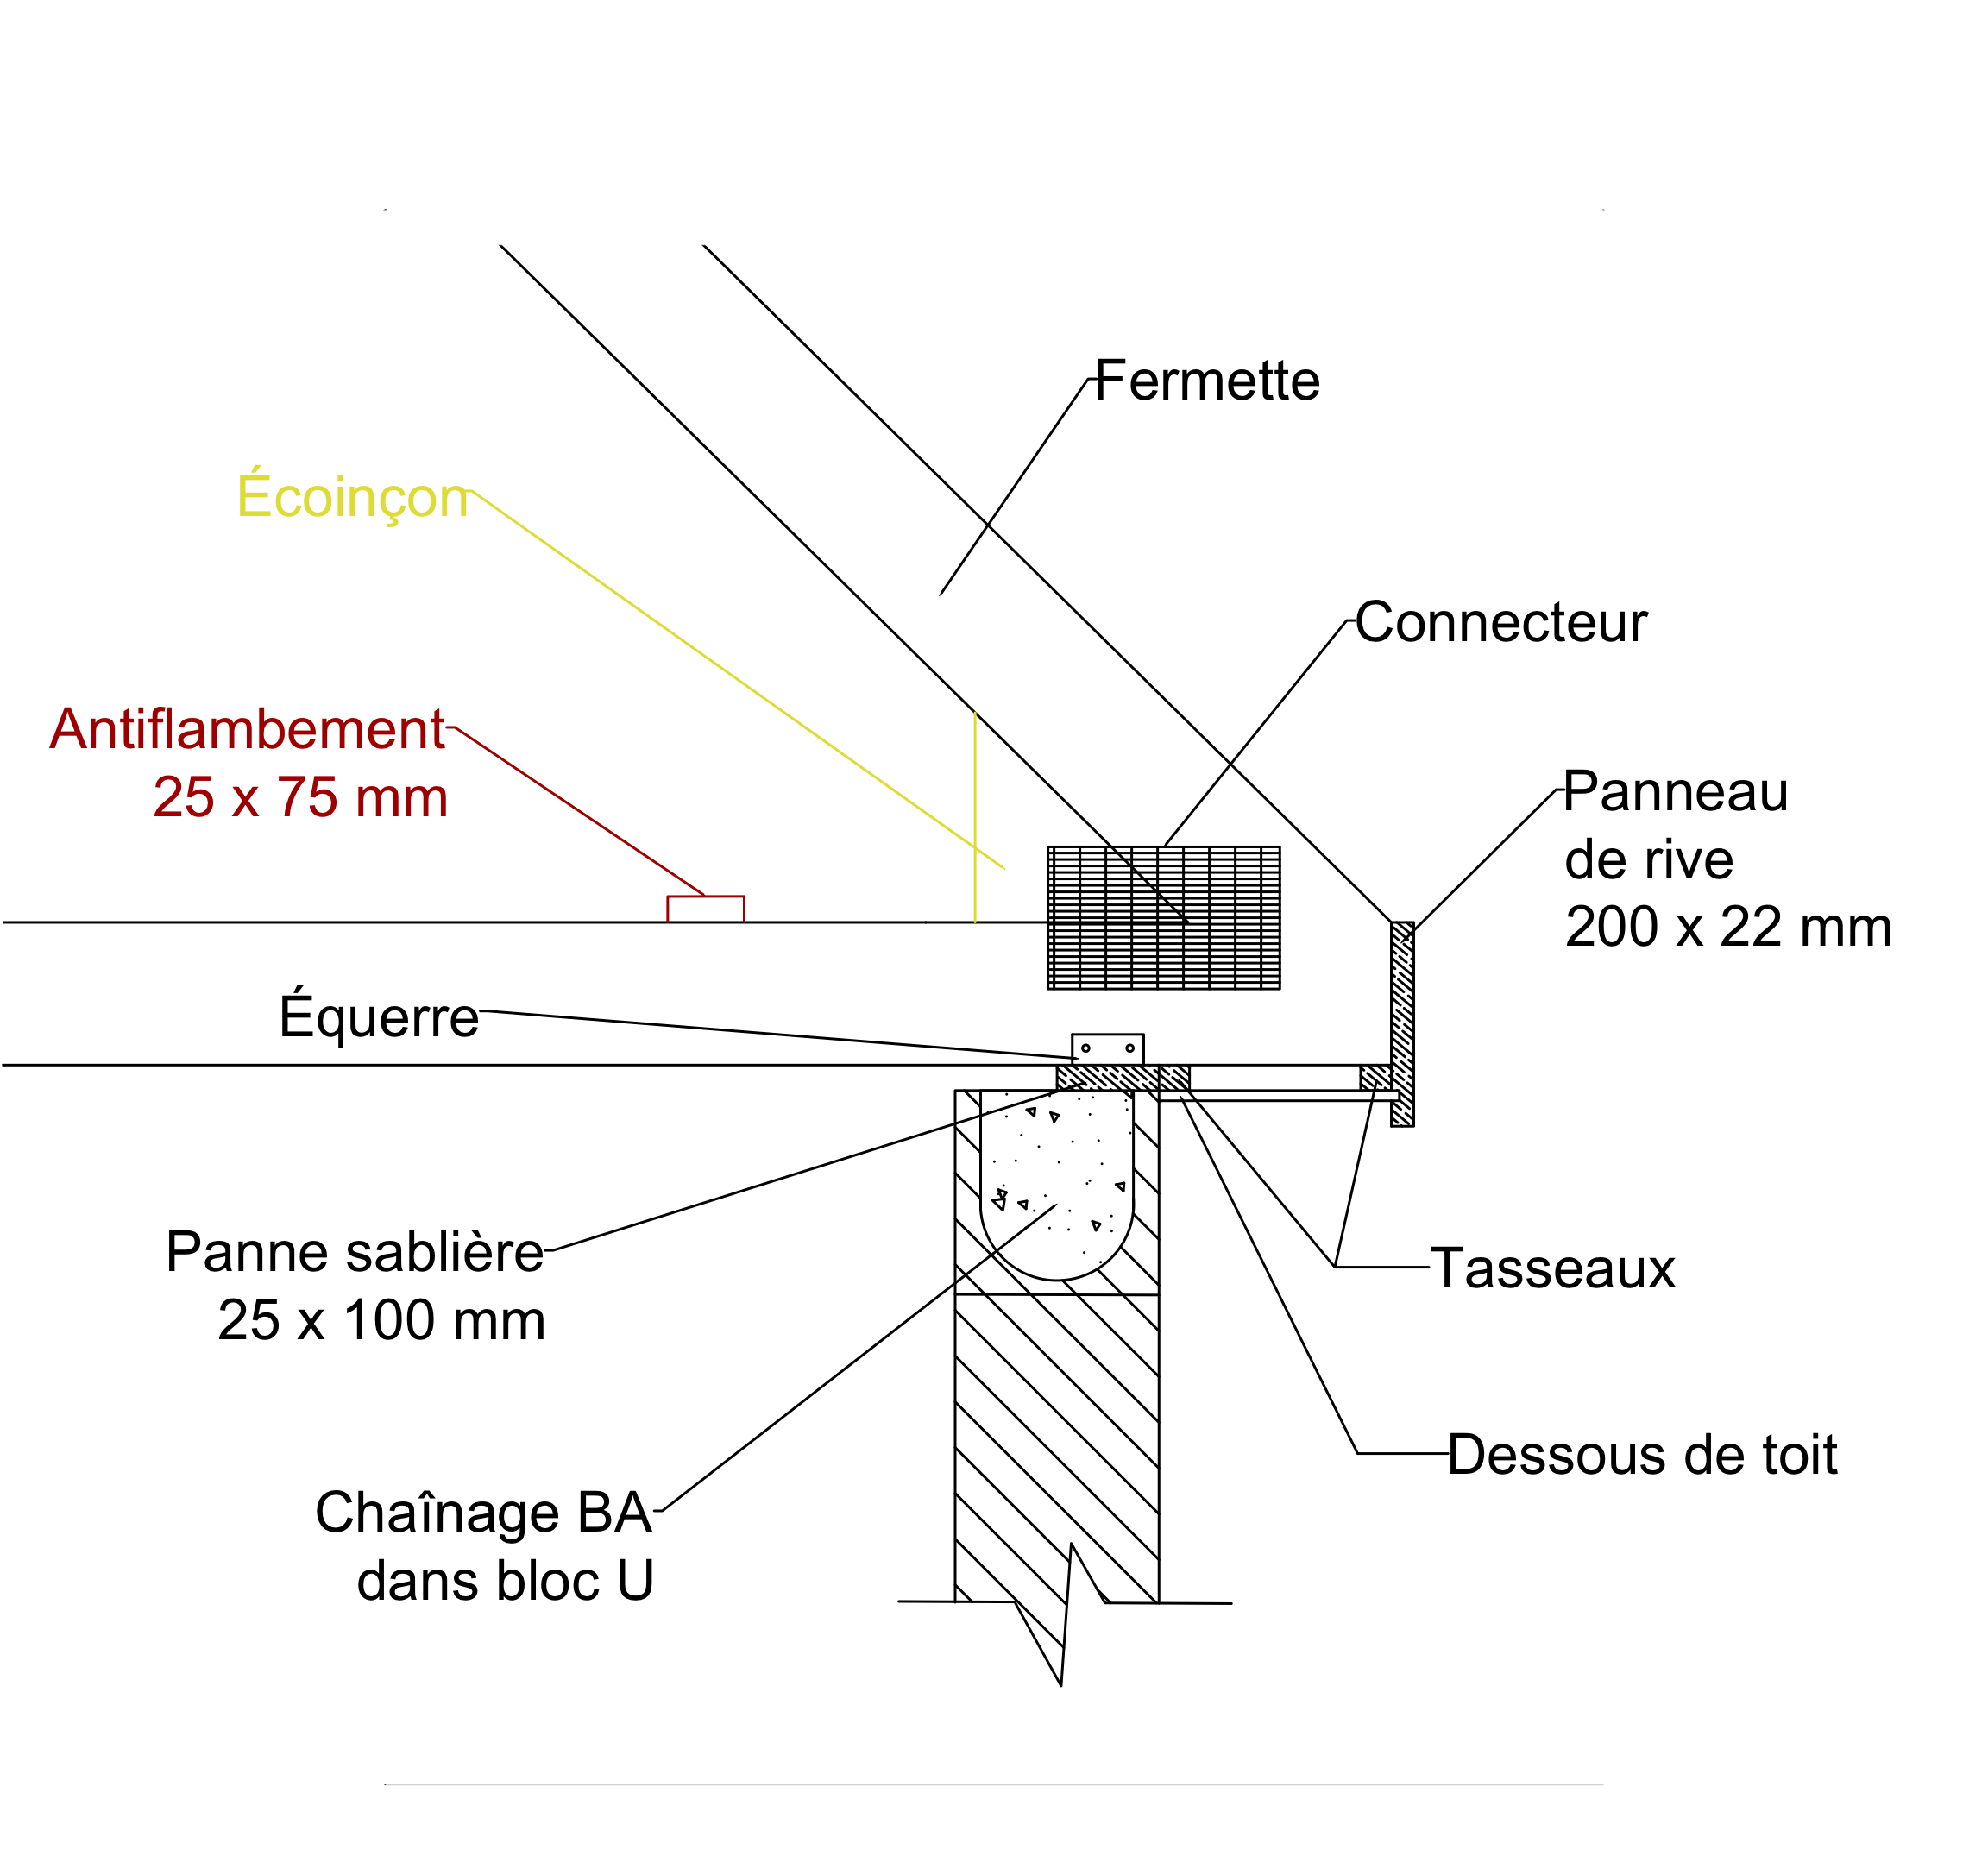 Fermette
Écoinçon
Connecteur
Antiflambement
25 x 75 mm
Panneau
de rive
200 x 22 mm
Équerre
Panne sablière
25 x 100 mm
Tasseaux
Dessous de toit
Chaînage BA
dans bloc U